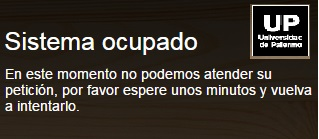 UP
Universidad
de Palermo
Sistema ocupado
En este momento no podemos atender su
petición, por favor espere unos minutos y vuelva
a intentarlo.